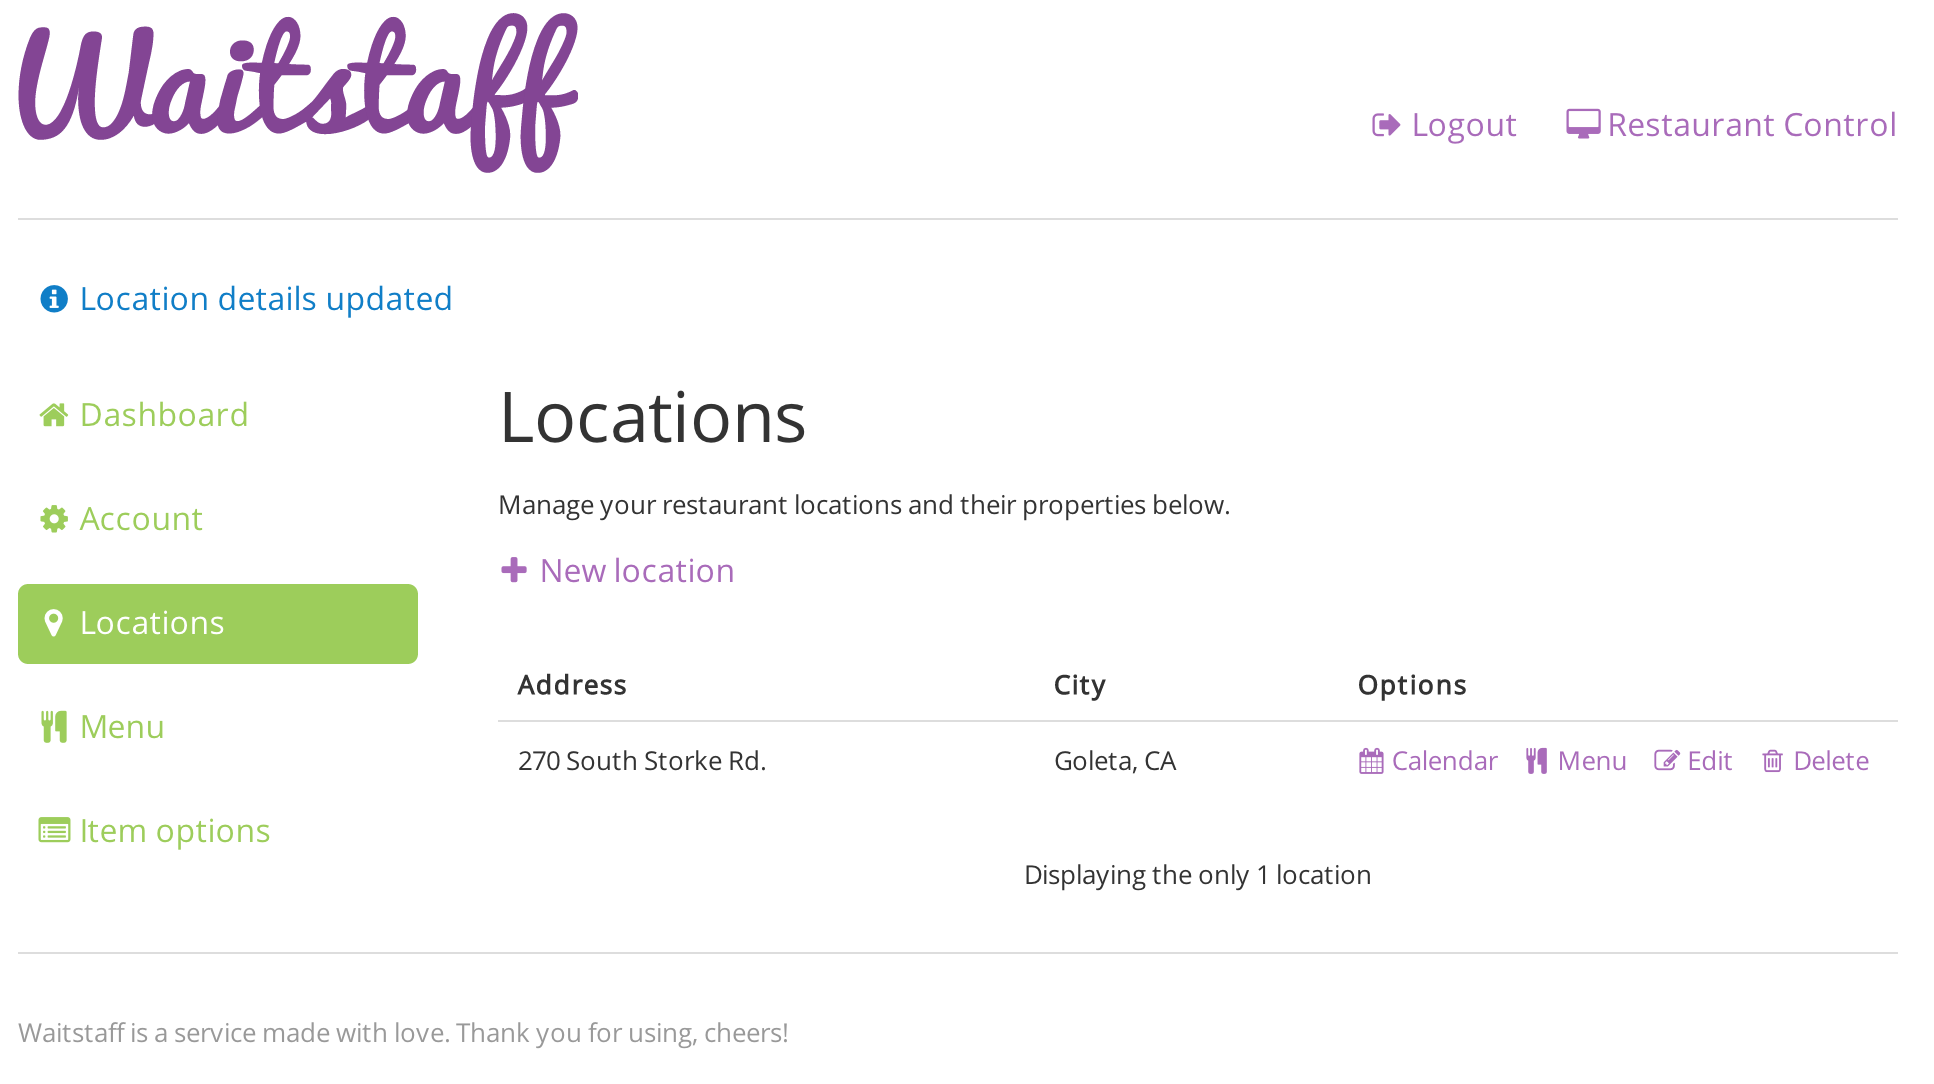 Waitstaff
Logout Restaurant Control
Location details updated
Dashboard
Account
Locations
Menu
Item options
Locations
Manage your restaurant locations and their properties below.
New location
Address City Options
270 South Storke Rd. Goleta, CA Calendar Menu Edit Delete
Displaying the only 1 location
Waitstaff is a service made with love. Thank you for using, cheers!